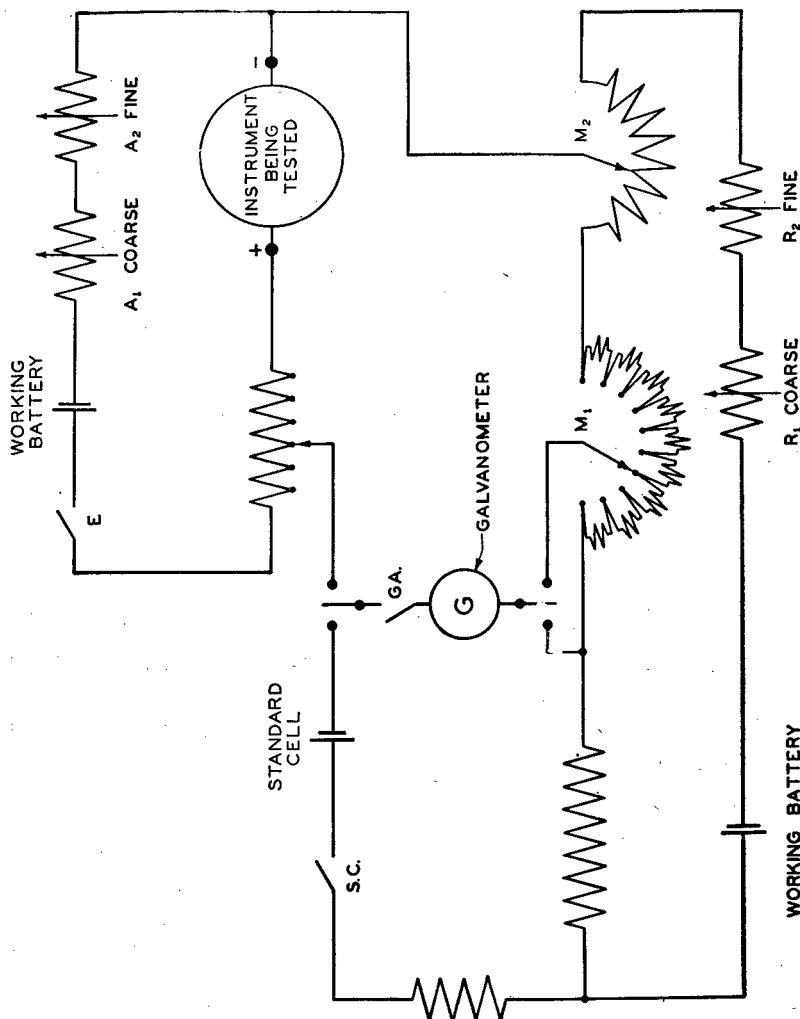 WORKING
BATTERY
A₁ COARSE
A₂ FINE
E
+
-
INSTRUMENT
BEING
TESTED
STANDARD
CELL
S.C.
GA.
G
GALVANOMETER
M₁
M₂
WORKING BATTERY
R₁ COARSE
R₂ FINE